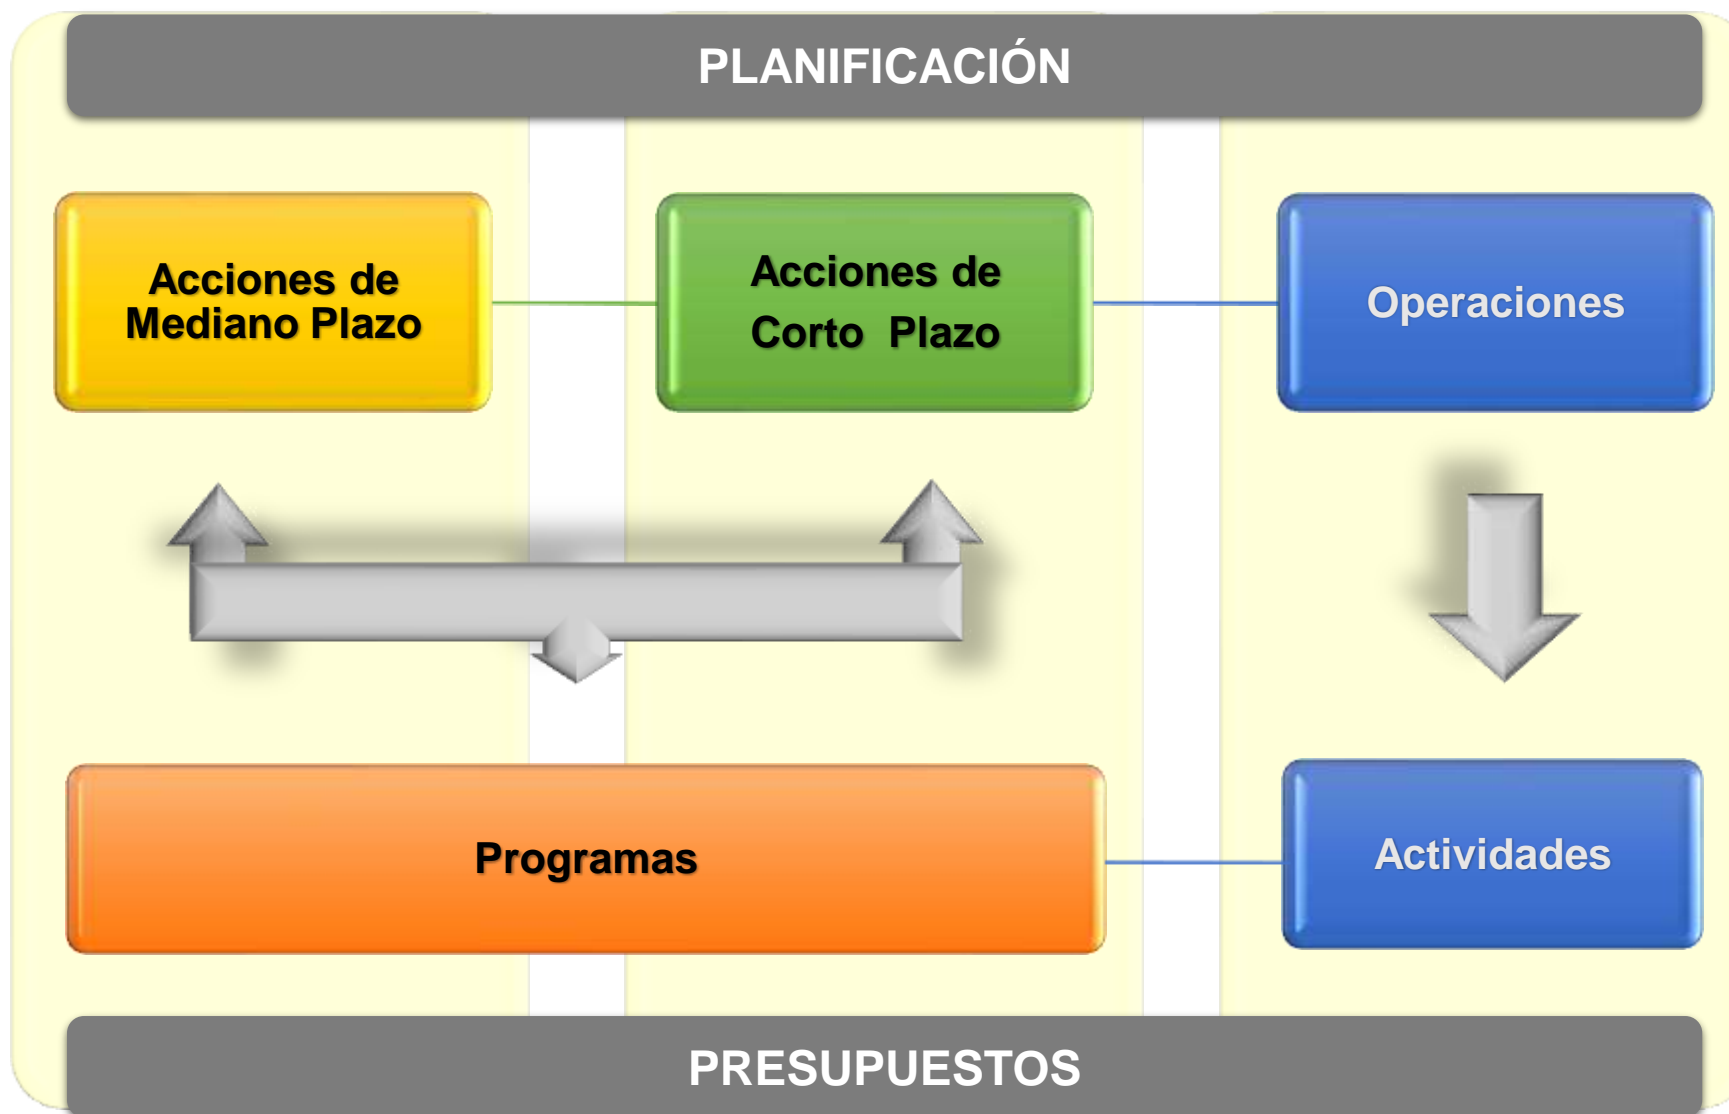 PLANIFICACIÓN
Acciones de
Mediano Plazo
Acciones de
Corto Plazo
Operaciones
Programas
Actividades
PRESUPUESTOS